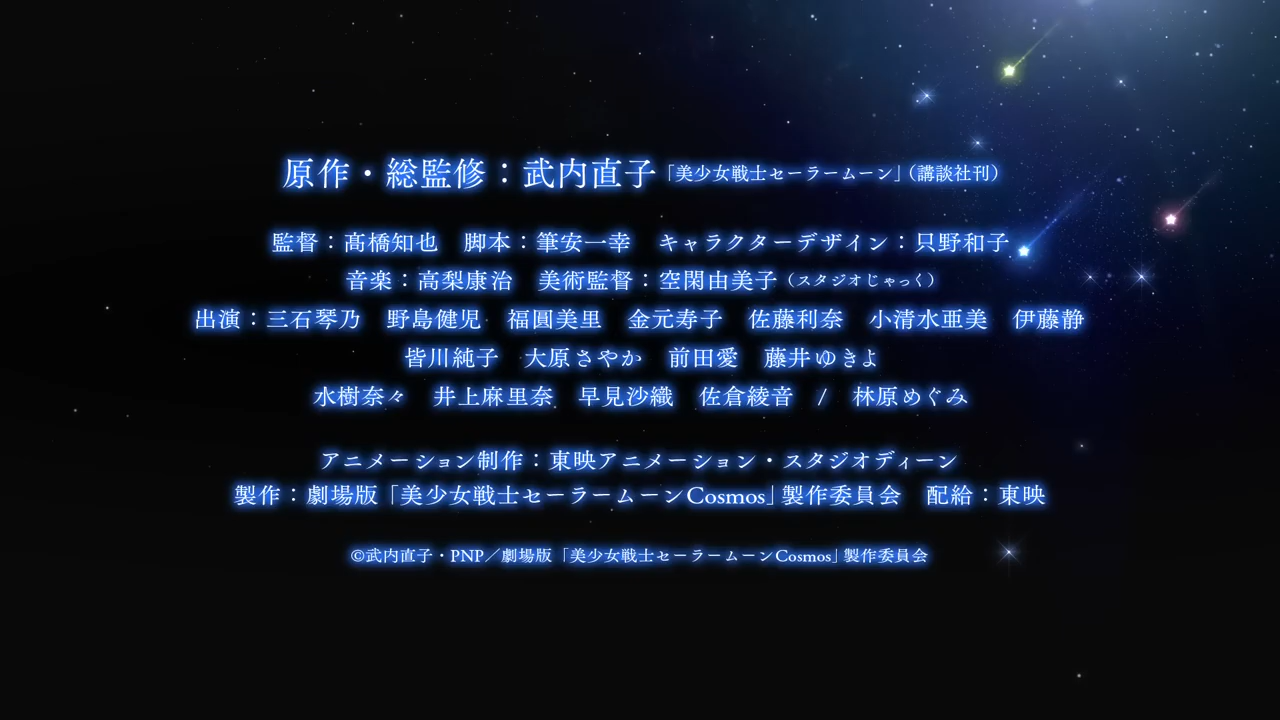 原作・総監修：武内直子「美少女戦士セーラームーン」（講談社刊）
監督：髙橋知也　脚本：筆安一幸　キャラクターデザイン：只野和子
音楽：高梨康治　美術監督：空閑由美子（スタジオじゃっく）
出演：三石琴乃　野島健児　福圓美里　金元寿子　佐藤利奈　小清水亜美　伊藤静
皆川純子　大原さやか　前田愛　藤井ゆきよ
水樹奈々　井上麻里奈　早見沙織　佐倉綾音　/　林原めぐみ
アニメーション制作：東映アニメーション・スタジオディーン
製作：劇場版「美少女戦士セーラームーンCosmos」製作委員会　配給：東映
©武内直子・PNP／劇場版「美少女戦士セーラームーンCosmos」製作委員会